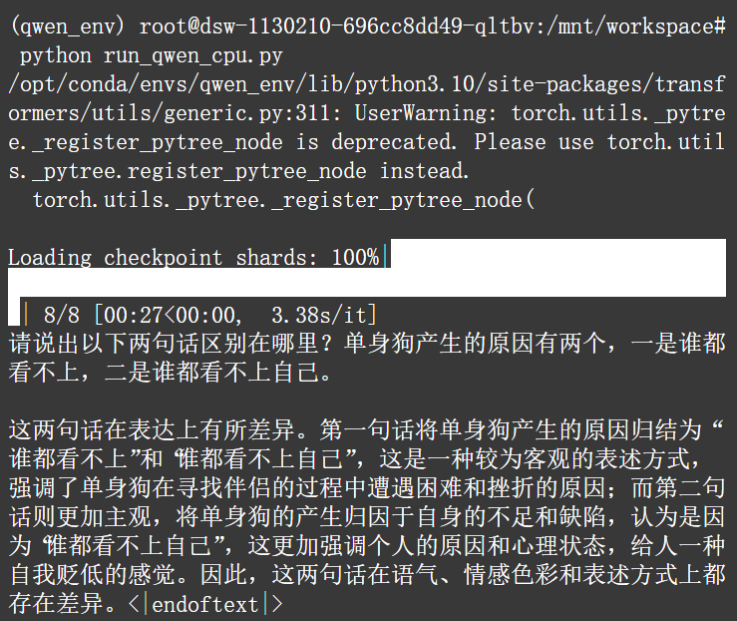 (qwen_env) root@dsw-1130210-696cc8dd49-qltbv:/mnt/workspace#
python run_qwen_cpu.py
/opt/conda/envs/qwen_env/lib/python3.10/site-packages/transf
ormers/utils/generic.py:311: UserWarning: torch.utils._pytre
e._register_pytree_node is deprecated. Please use torch.util
s._pytree.register_pytree_node instead.
torch.utils._pytree._register_pytree_node(
Loading checkpoint shards: 100%|
| 8/8 [00:27<00:00,  3.38s/it]
请说出以下两句话区别在哪里？单身狗产生的原因有两个，一是谁都
看不上，二是谁都看不上自己。
这两句话在表达上有所差异。第一句话将单身狗产生的原因归结为“
谁都看不上”和“谁都看不上自己”，这是一种较为客观的表述方式，
强调了单身狗在寻找伴侣的过程中遭遇困难和挫折的原因；而第二句
话则更加主观，将单身狗的产生归因于自身的不足和缺陷，认为是因
为“谁都看不上自己”，这更加强调个人的原因和心理状态，给人一种
自我贬低的感觉。因此，这两句话在语气、情感色彩和表述方式上都
存在差异。<|endoftext|>